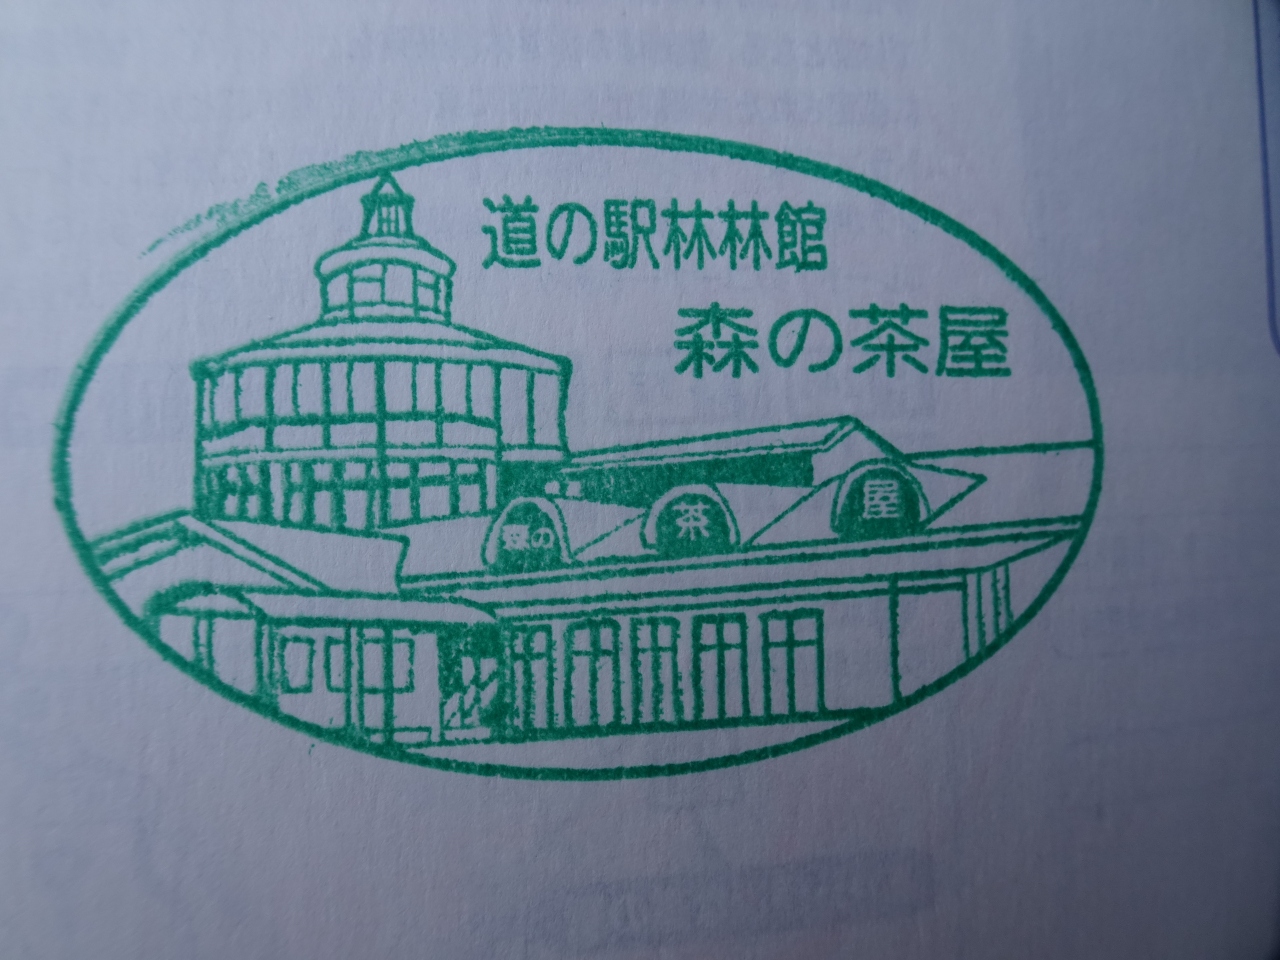 道の駅林林館
森の茶屋
森の
茶
屋